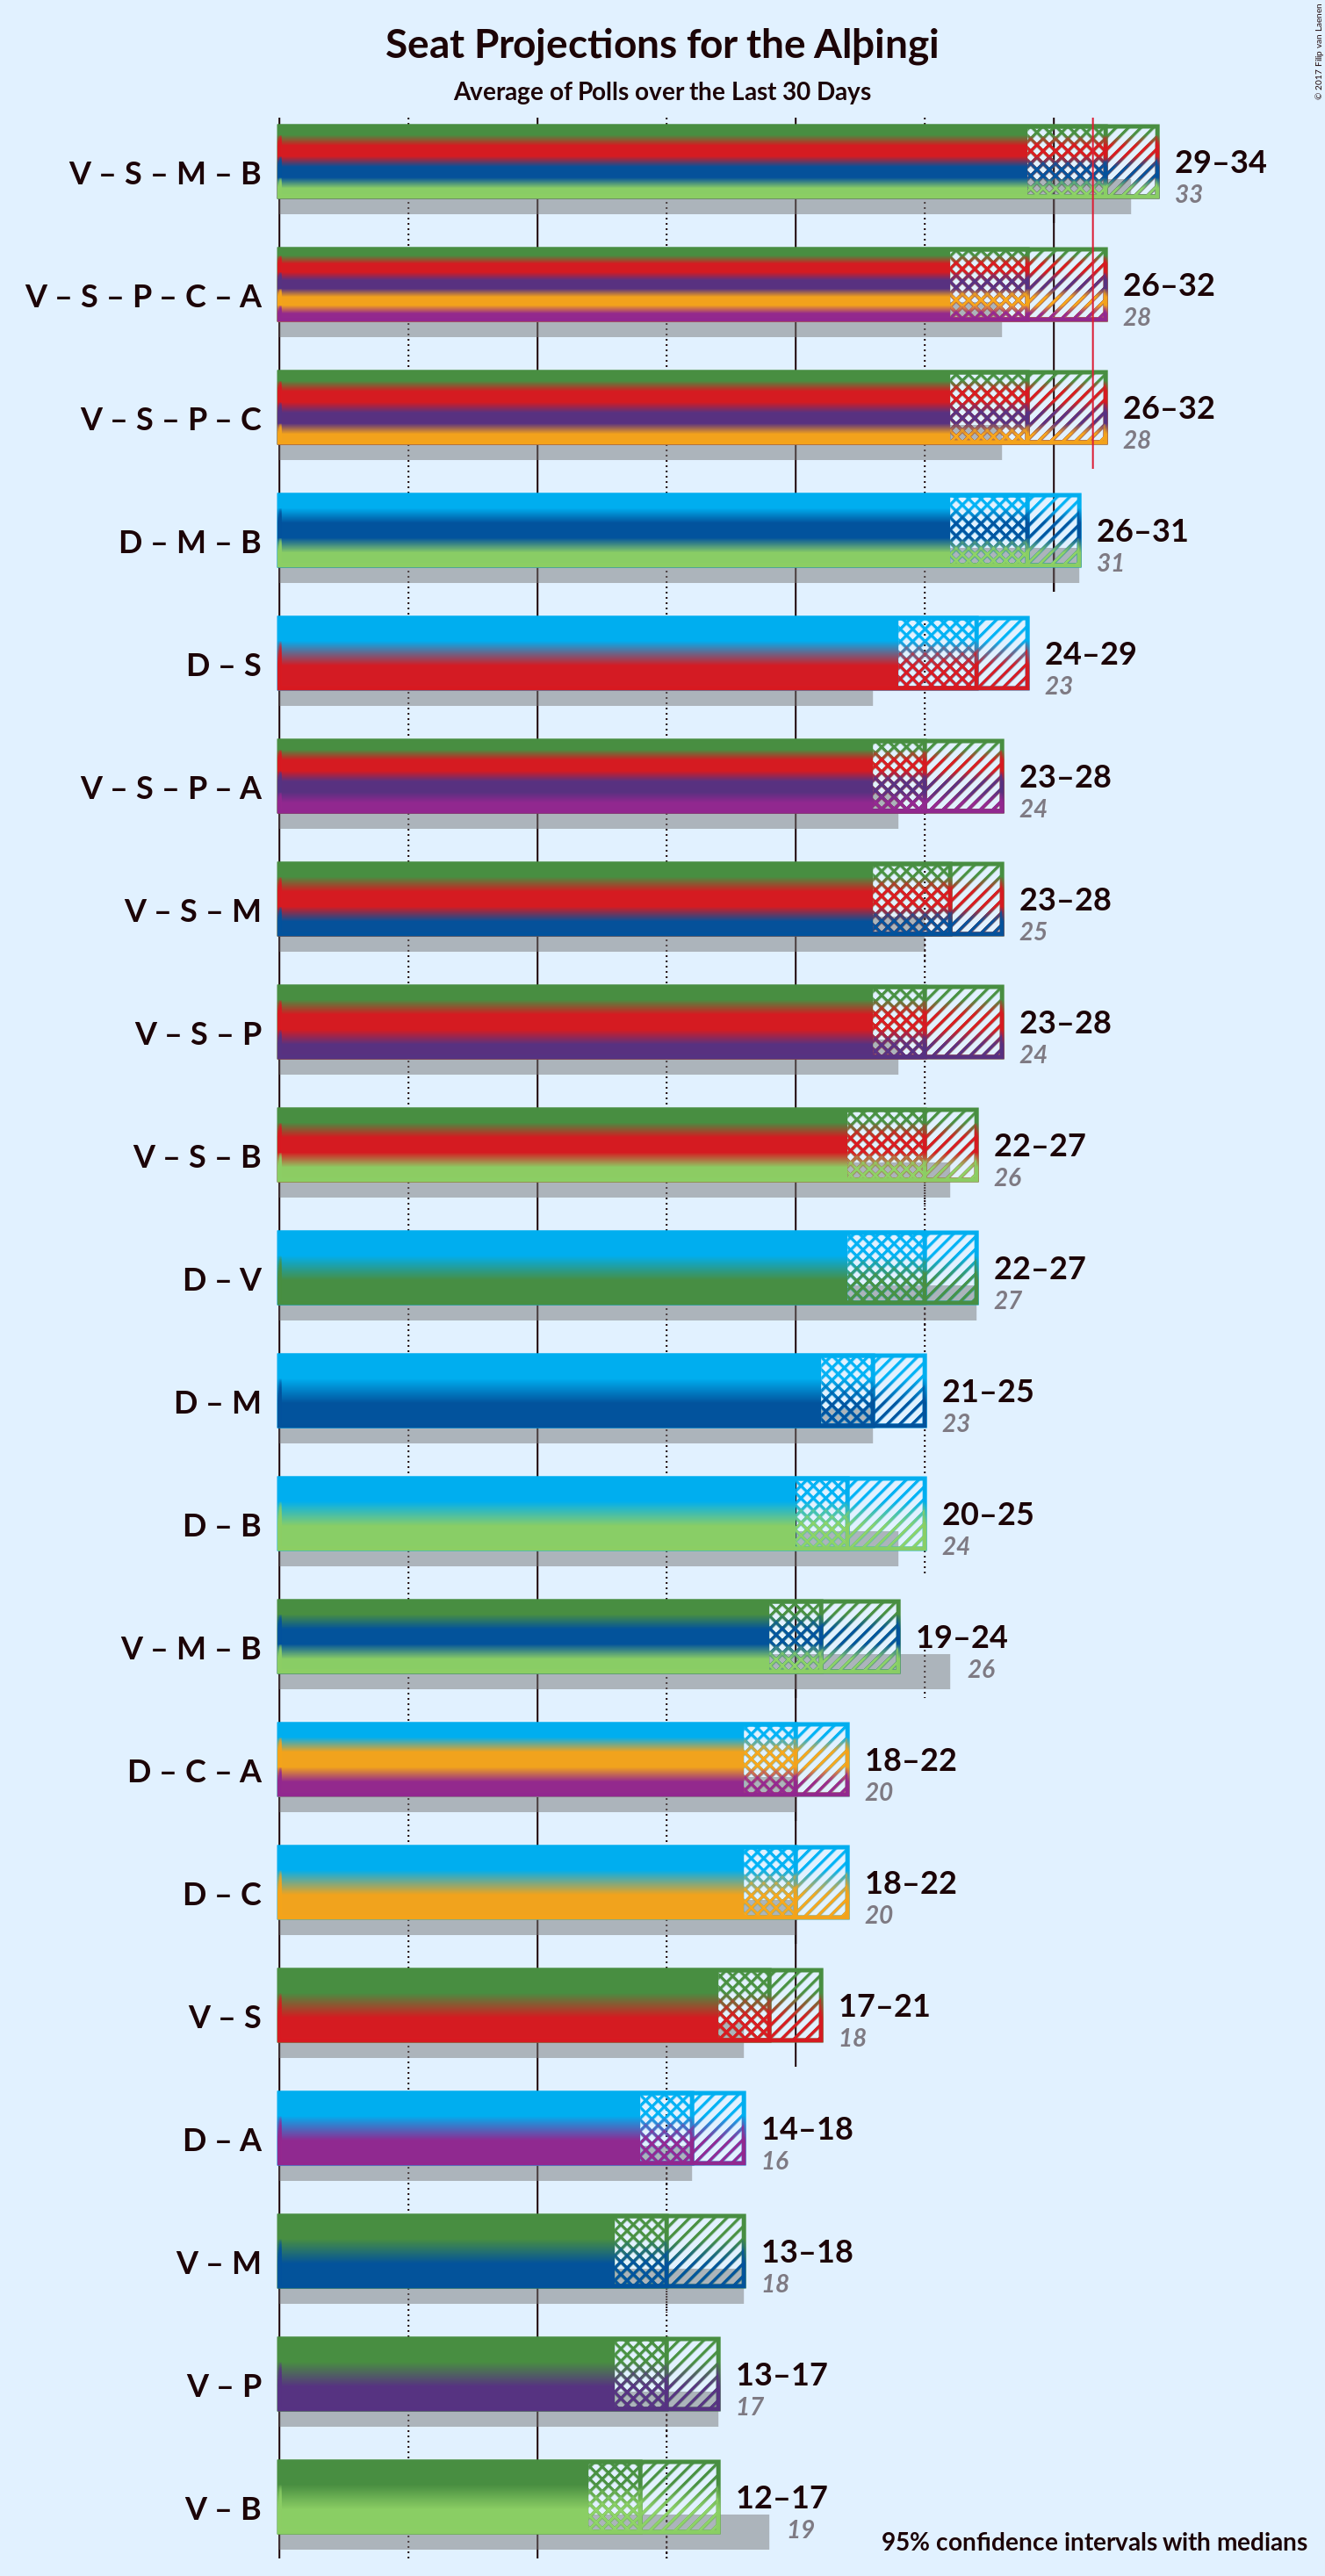 © 2017 Filip van Laenen
Seat Projections for the Alþingi
Average of Polls over the Last 30 Days
V – S – M – B
29–34
33
V – S – P – C – A
26–32
28
V – S – P – C
26–32
28
D – M – B
26–31
31
D – S
24–29
23
V – S – P – A
23–28
24
V – S – M
23–28
25
V – S – P
23–28
24
V – S – B
22–27
26
D – V
22–27
27
D – M
21–25
23
D – B
20–25
24
V – M – B
19–24
26
D – C – A
18–22
20
D – C
18–22
20
V – S
17–21
18
D – A
14–18
16
V – M
13–18
18
V – P
13–17
17
V – B
12–17
19
95% confidence intervals with medians